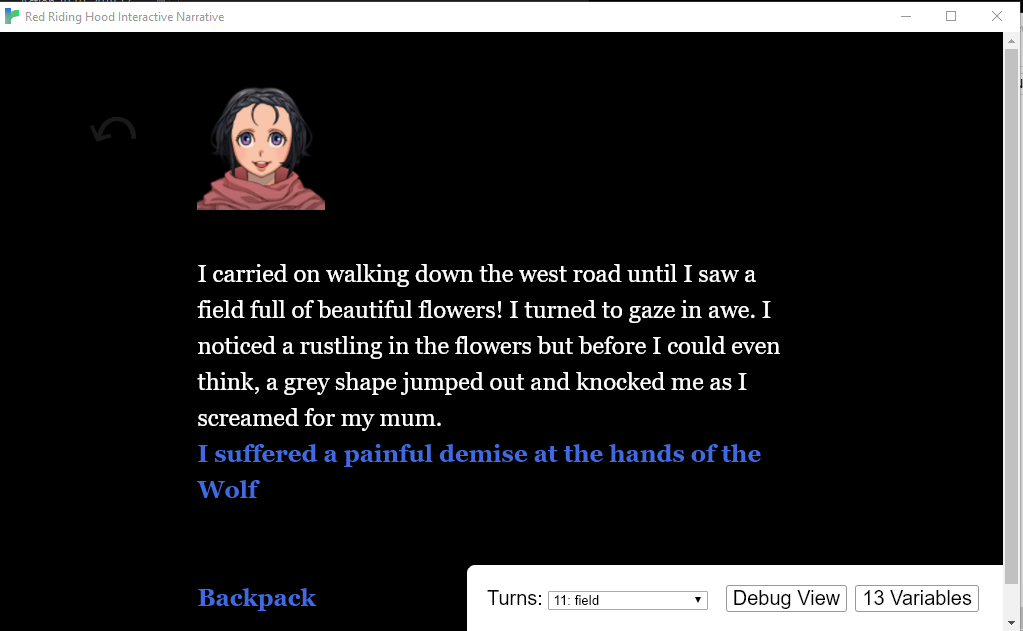 Red Riding Hood Interactive Narrative
I carried on walking down the west road until I saw a
field full of beautiful flowers! I turned to gaze in awe. I
noticed a rustling in the flowers but before I could even
think, a grey shape jumped out and knocked me as I
screamed for my mum.
I suffered a painful demise at the hands of the
Wolf
Backpack
Turns: 11: field Debug View 13 Variables